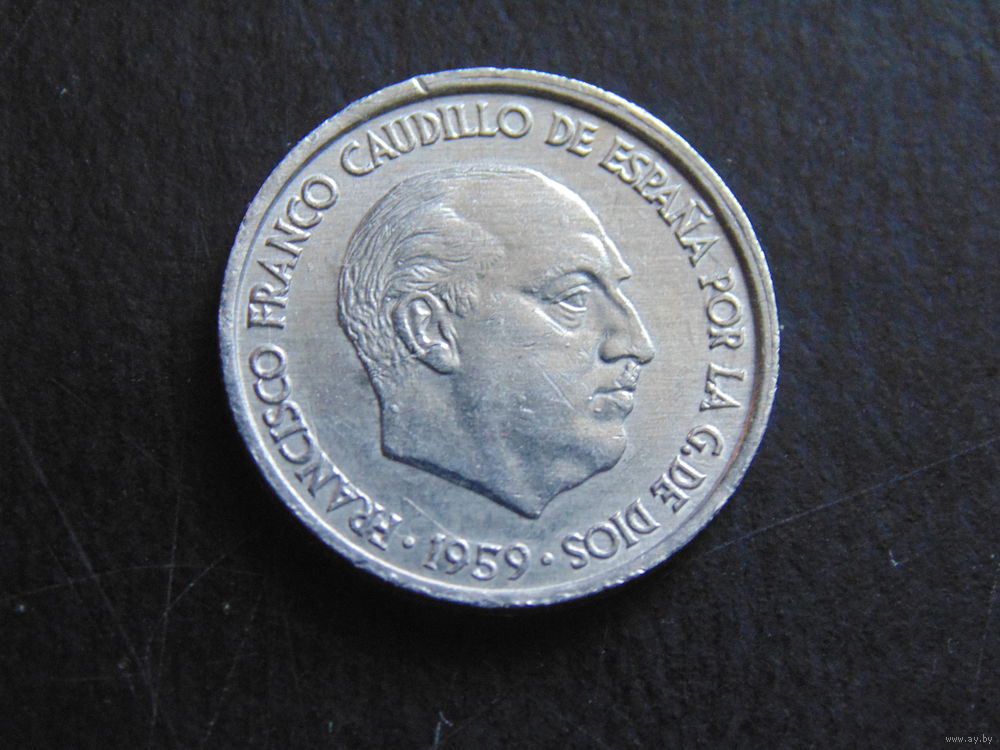 FRANCISCO FRANCO CAUDILLO DE ESPAÑA POR LA G. DE DIOS
· 1959 ·
www.ay.by